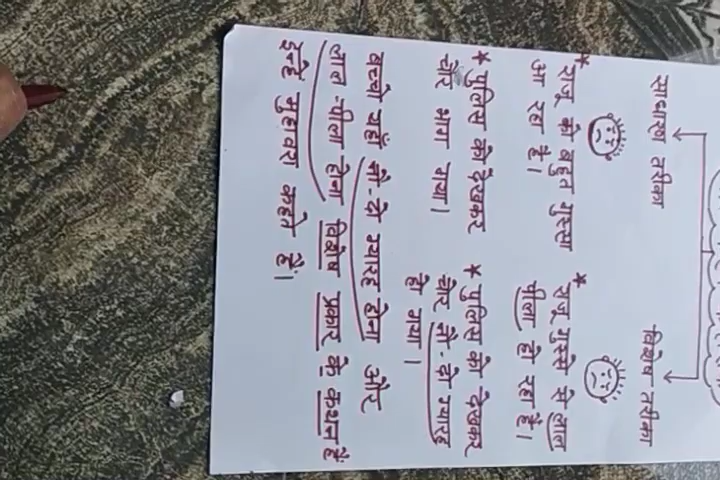 साधारण तरीका
विशेष तरीका
* राजू को बहुत गुस्सा
आ रहा है।
* राजू गुस्से से लाल
पीला हो रहा है।
* पुलिस को देखकर
चोर भाग गया।
* पुलिस को देखकर
चोर नौ-दो ग्यारह
हो गया।
बच्चो यहाँ नौ-दो ग्यारह होना और
लाल पीला होना विशेष प्रकार के कथन हैं
इन्हे मुहावरा कहते हैं।